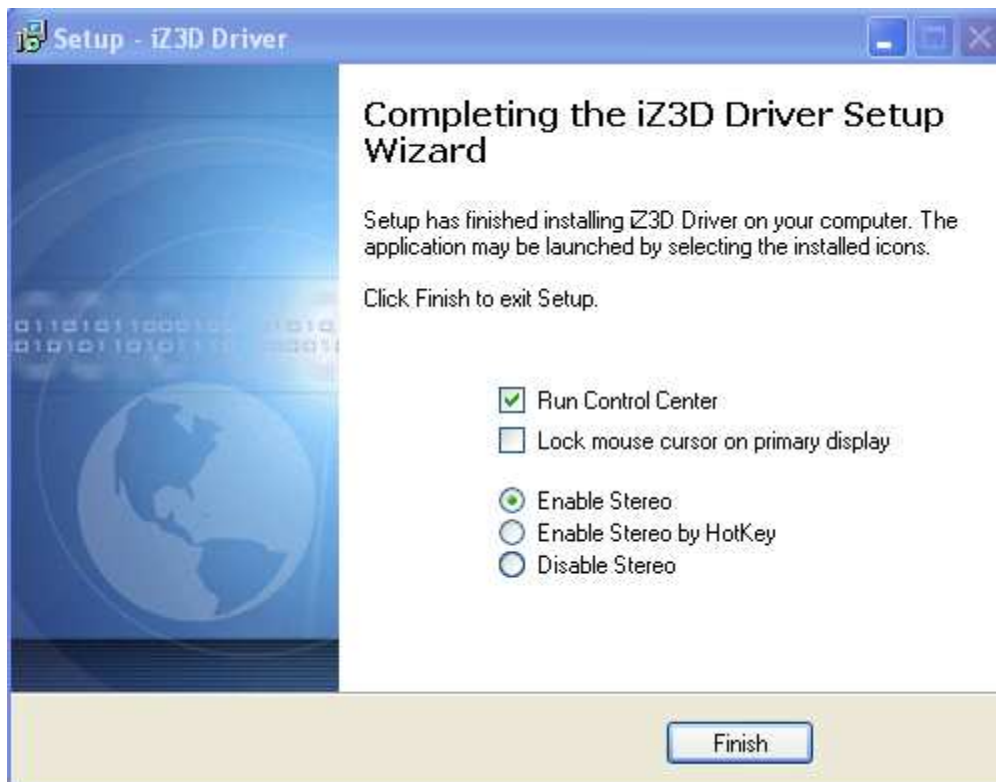 Setup - iZ3D Driver
Completing the iZ3D Driver Setup
Wizard
Setup has finished installing iZ3D Driver on your computer. The
application may be launched by selecting the installed icons.
Click Finish to exit Setup.
Run Control Center
Lock mouse cursor on primary display
Enable Stereo
Enable Stereo by HotKey
Disable Stereo
Finish